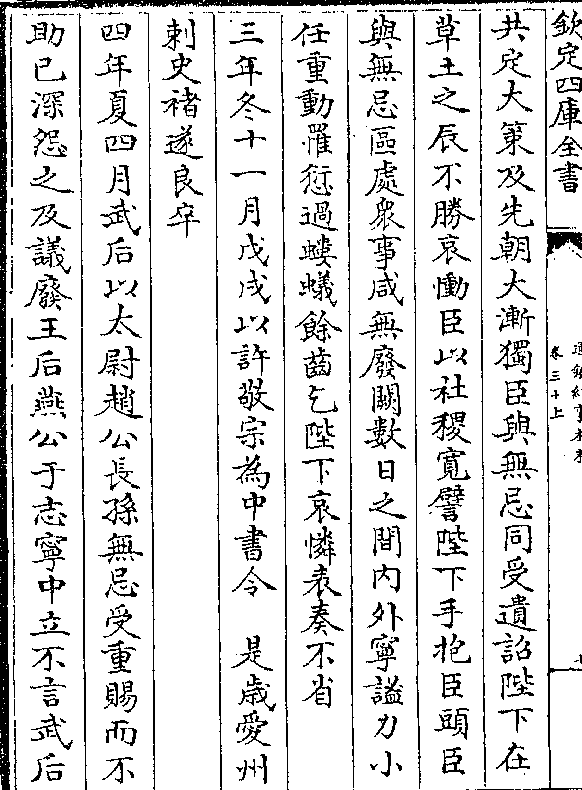 欽定四庫全書
通鑑紀事本末
卷三十上
共定大策及先朝大漸獨臣與無忌同受遺詔陛下在
草土之辰不勝哀慟臣以社稷寬譬陛下手抱臣頭臣
與無忌區處衆事咸無廢闕數日之間内外寧謐力小
任重動罹愆過螻蟻餘齒乞陛下哀憐表奏不省
三年冬十一月戊戌以許敬宗為中書令　是歲愛州
刺史褚遂良卒
四年夏四月武后以太尉趙公長孫無忌受重賜而不
助己深怨之及議廢王后燕公于志寧中立不言武后